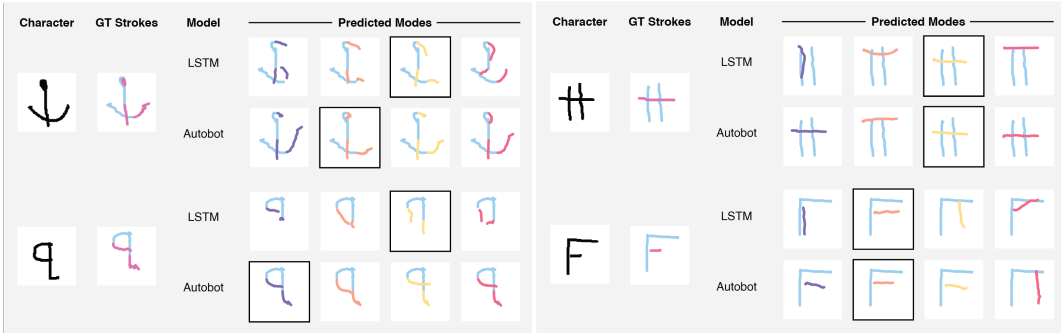 Character GT Strokes Model Predicted Modes
LSTM
Autobot
LSTM
Autobot
Character GT Strokes Model Predicted Modes
LSTM
Autobot
LSTM
Autobot